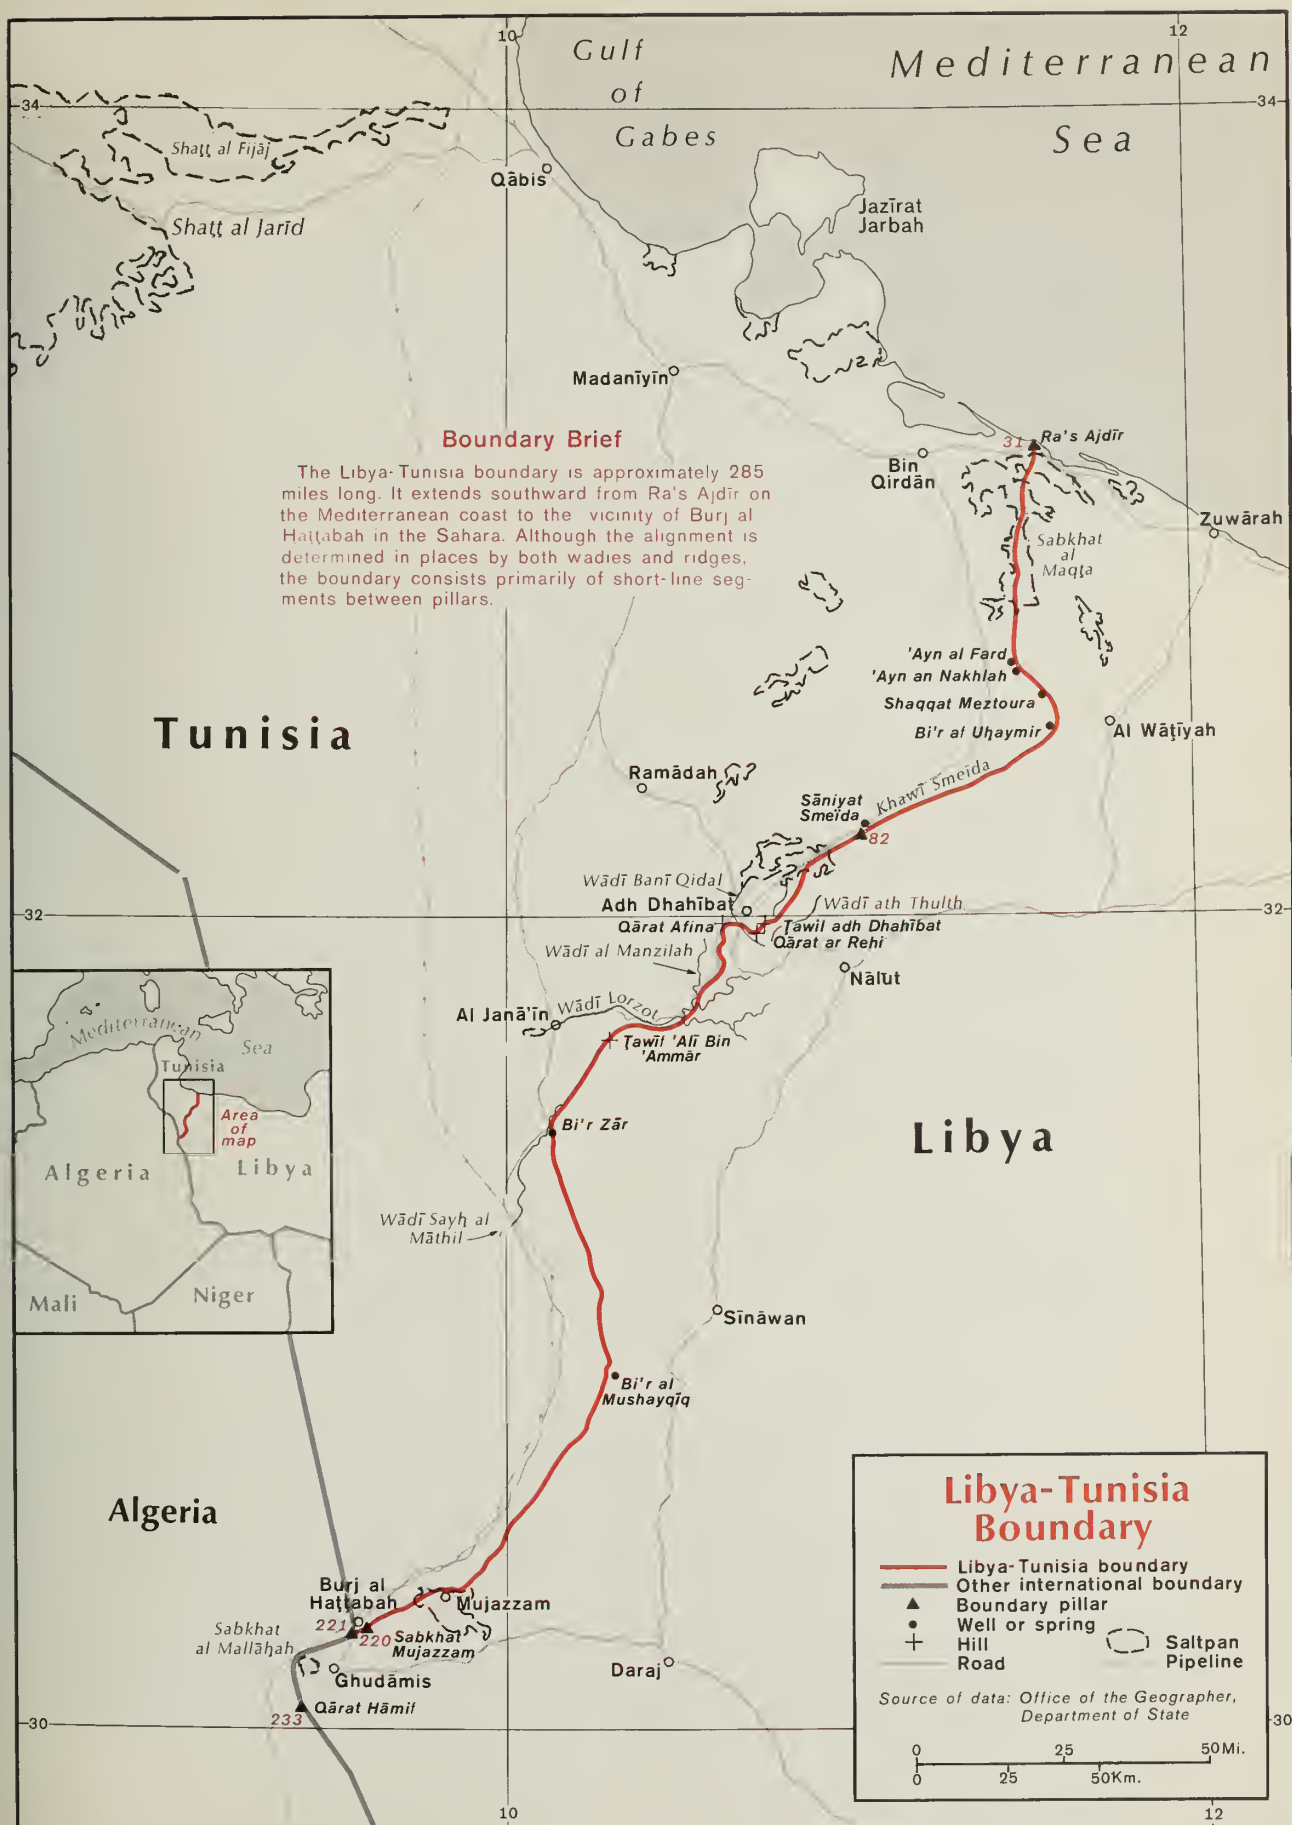 10
12
Gulf
of
Gabes
Mediterranean
Sea
34
34
Shaṭṭ al Fijāj
Qābis
Shaṭṭ al Jarīd
Jazīrat
Jarbah
Madanīyīn
Boundary Brief
The Libya-Tunisia boundary is approximately 285
miles long. It extends southward from Ra's Ajdīr on
the Mediterranean coast to the vicinity of Burj al
Haṭṭabah in the Sahara. Although the alignment is
determined in places by both wadies and ridges,
the boundary consists primarily of short-line seg-
ments between pillars.
31
Ra's Ajdīr
Bin
Qirdān
Zuwārah
Sabkhat
al
Maqṭa
'Ayn al Fard
'Ayn an Nakhlah
Shaqqat Meztoura
Bi'r al Uḥaymir
Al Wāṭīyah
Tunisia
Ramādah
Khawī Smeïda
Sāniyat
Smeïda
82
Wādī Banī Qidal
Adh Dhahībat
Wādī ath Thulth
32
32
Qārat Afina
Ṭawil adh Dhahībat
Qārat ar Rehi
Wādī al Manzilah
Nālūt
Al Janā'in
Wādī Lorzot
Ṭawīl 'Alī Bin
'Ammār
Mediterranean
Sea
Tunisia
Area
of
map
Algeria
Libya
Mali
Niger
Bi'r Zār
Libya
Wādī Sayḥ al
Māthil
Sīnāwan
Bi'r al
Mushayqīq
Algeria
Burj al
Haṭṭabah
Mujazzam
221
220
Sabkhat
Mujazzam
Sabkhat
al Mallāḥah
Ghudāmis
Daraj
Qārat Hāmil
233
30
30
Libya-Tunisia
Boundary
Libya-Tunisia boundary
Other international boundary
Boundary pillar
Well or spring
Hill
Saltpan
Road
Pipeline
Source of data: Office of the Geographer,
Department of State
0 25 50 Mi.
0 25 50 Km.
10
12